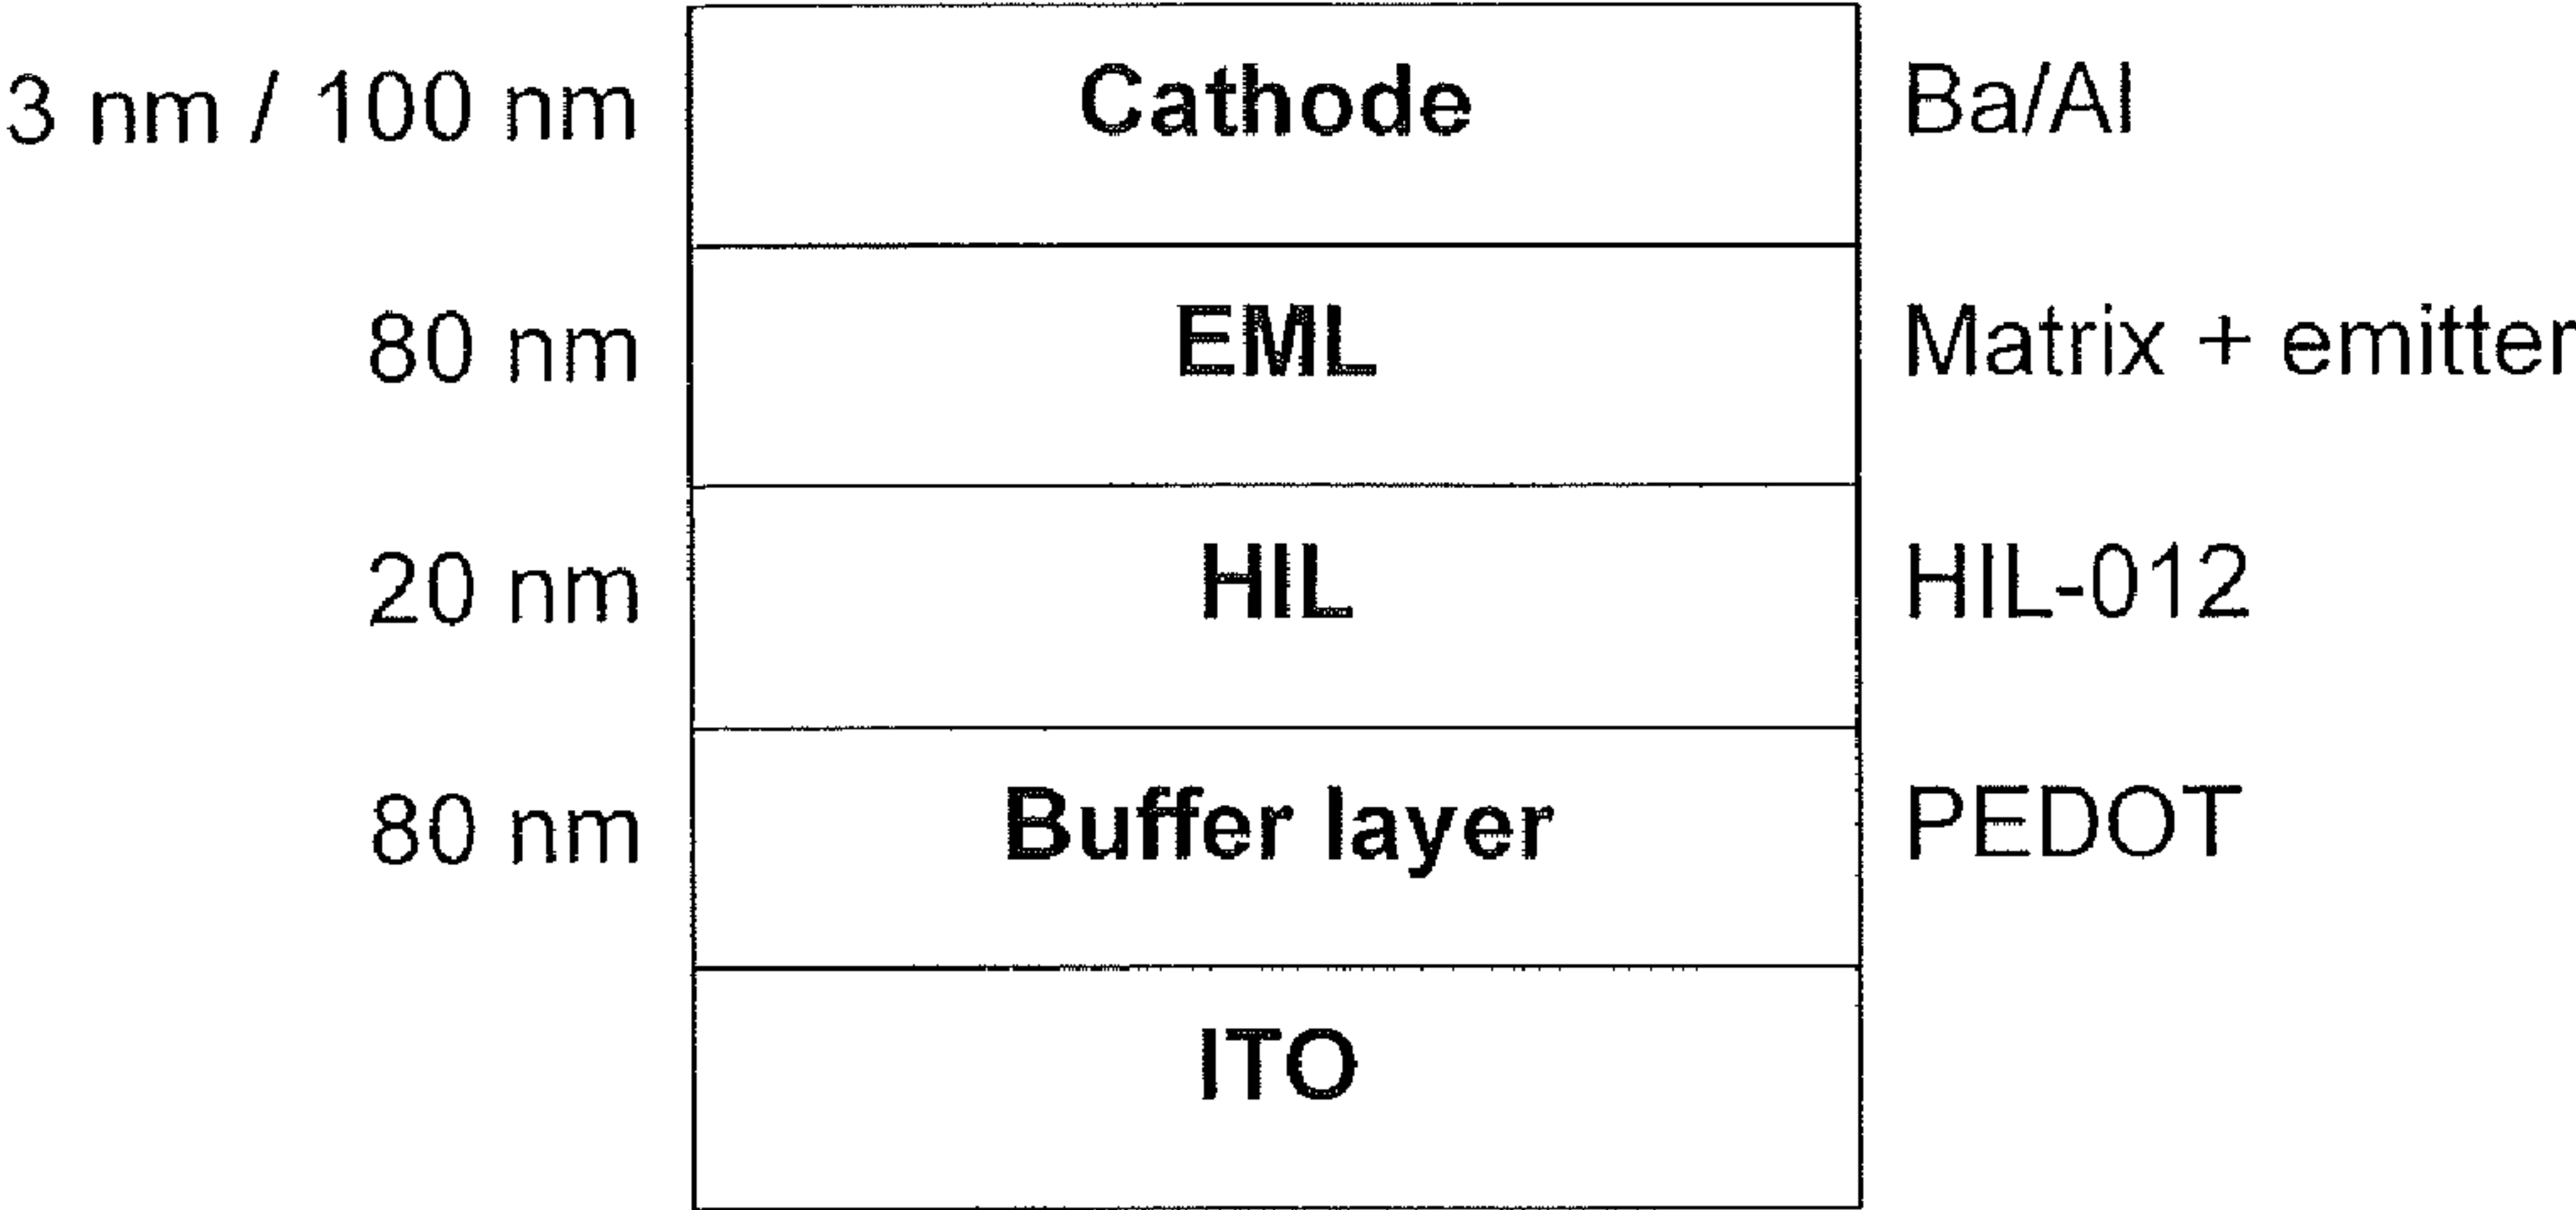 3 nm / 100 nm Cathode Ba/Al
80 nm EML Matrix + emitter
20 nm HIL HIL-012
80 nm Buffer layer PEDOT
ITO